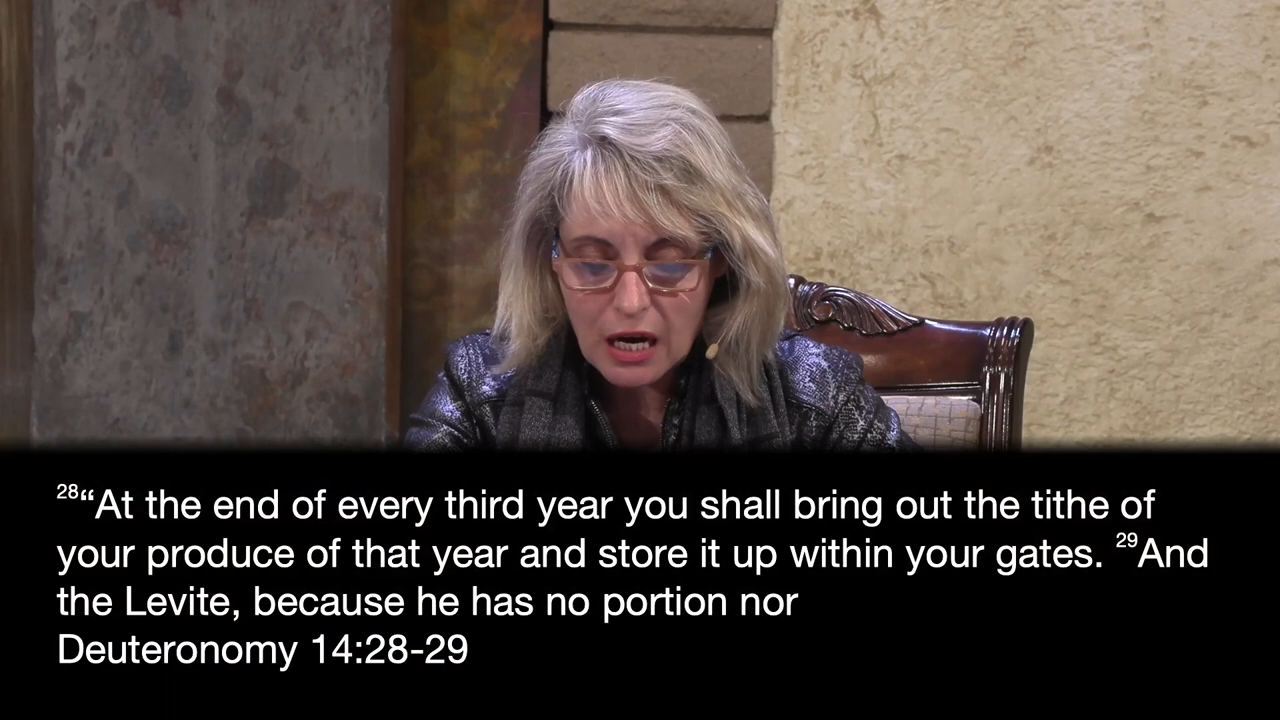 28“At the end of every third year you shall bring out the tithe of
your produce of that year and store it up within your gates. 29And
the Levite, because he has no portion nor
Deuteronomy 14:28-29